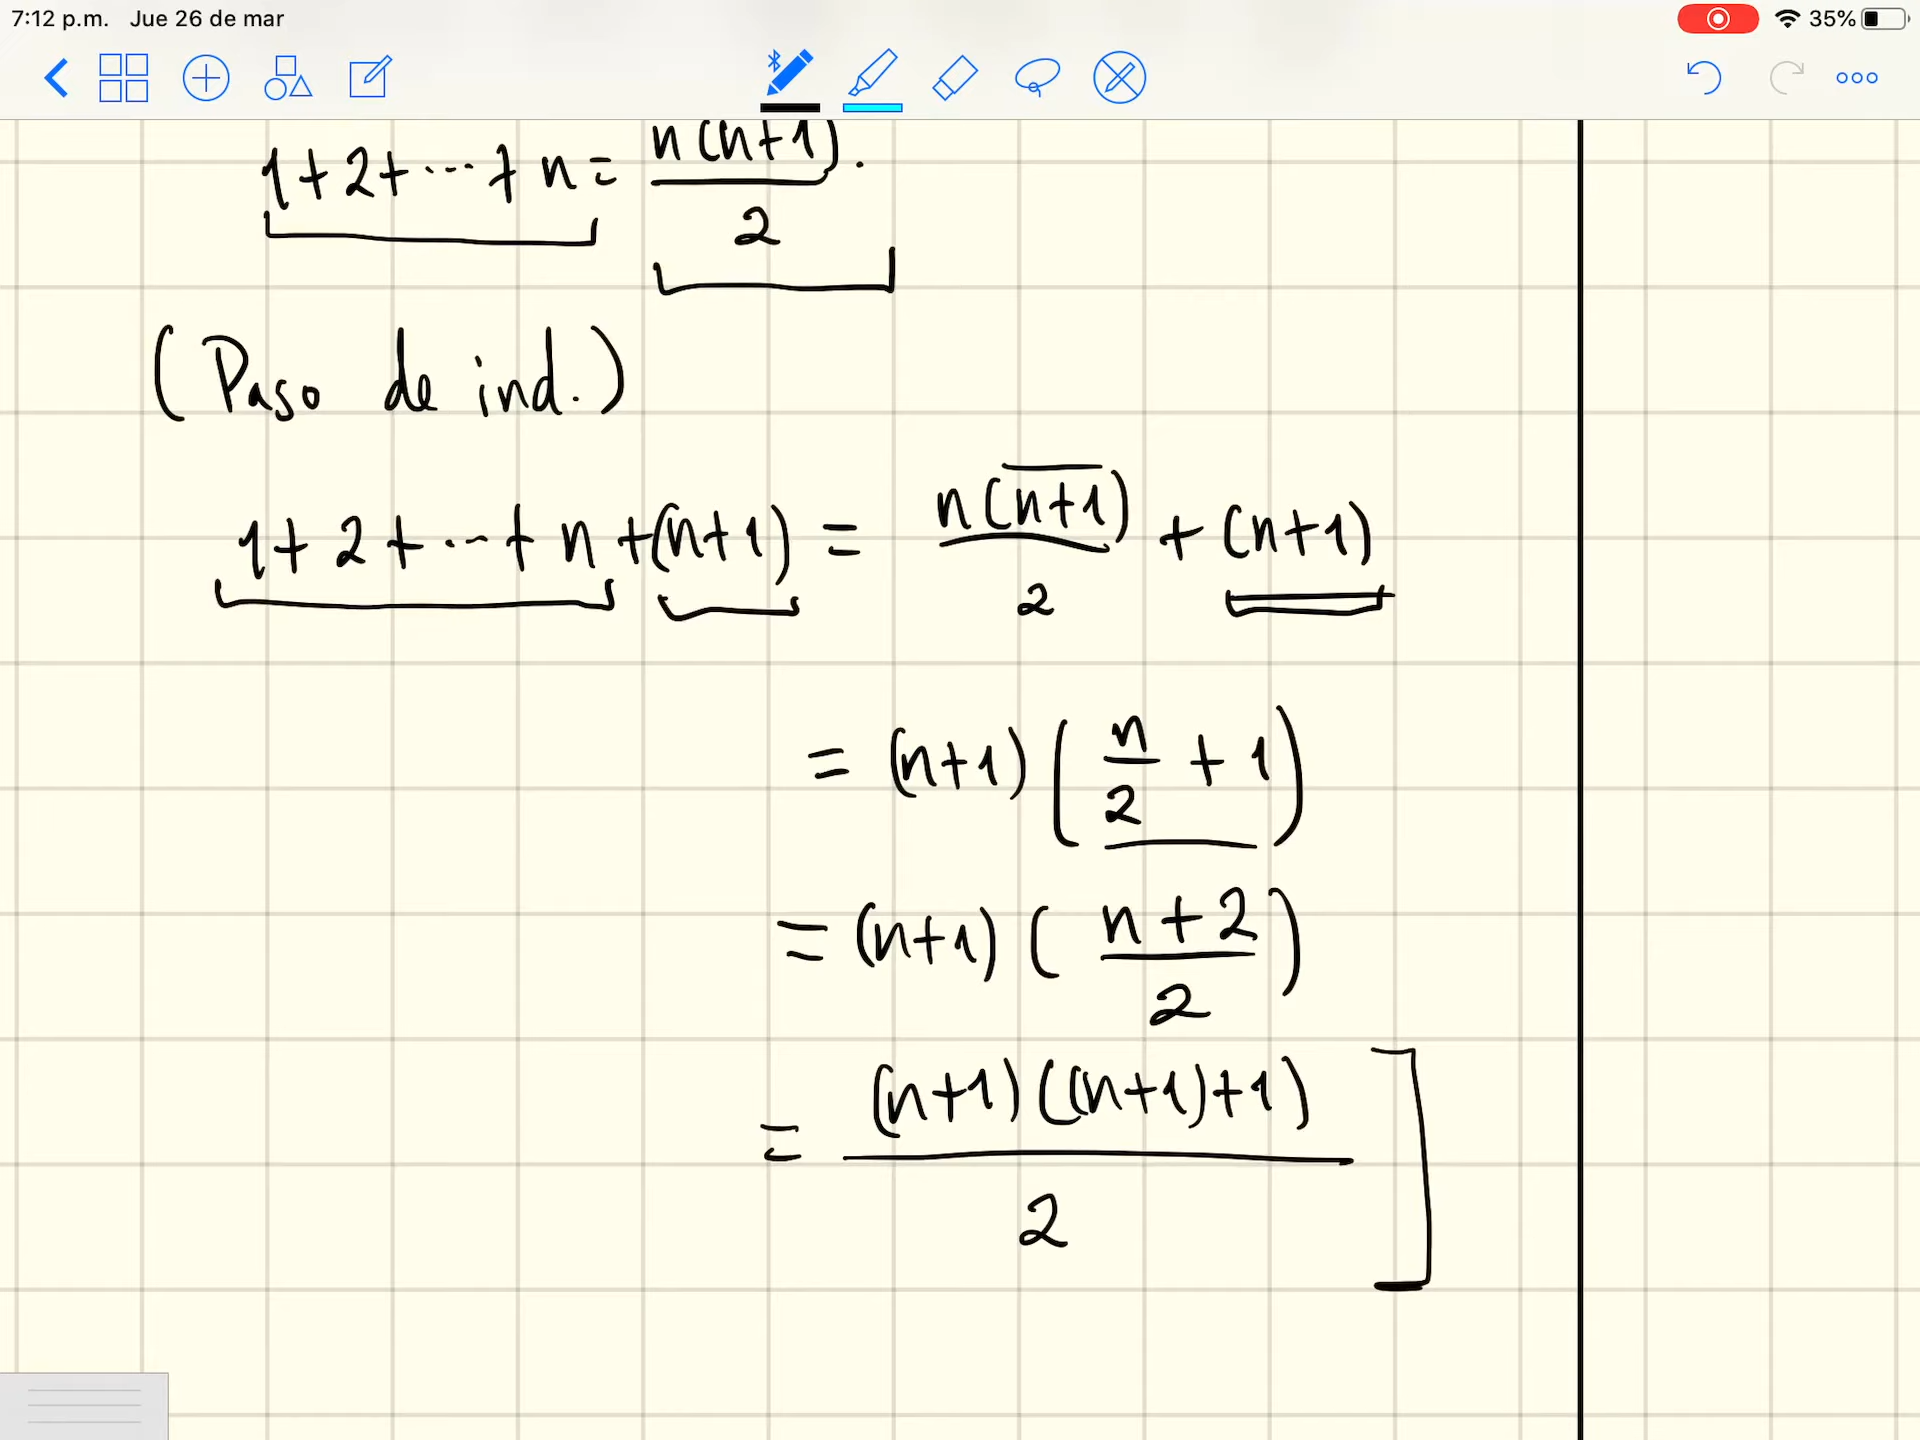 7:12 p.m. Jue 26 de mar 35%
1+2+···+n = n(n+1)/2.
(Paso de ind.)
1+2+···+n+(n+1) = n(n+1)/2 + (n+1)
= (n+1)(n/2 + 1)
= (n+1)(n+2/2)
= (n+1)((n+1)+1)/2